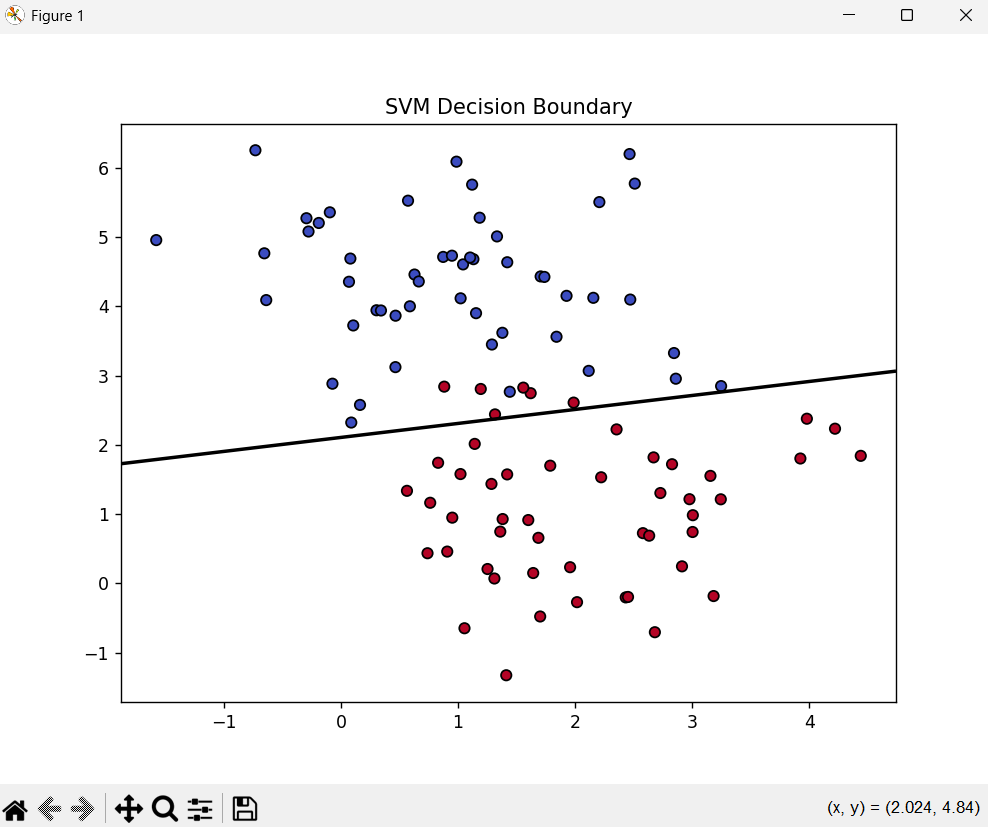 Figure 1
SVM Decision Boundary
6
5
4
3
2
1
0
−1
−1 0 1 2 3 4
(x, y) = (2.024, 4.84)